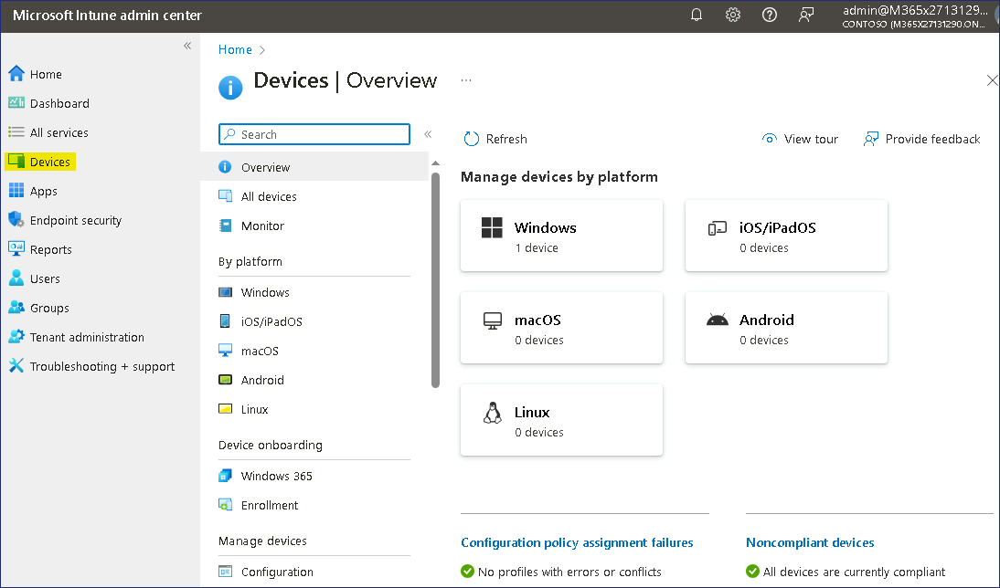 Microsoft Intune admin center
admin@M365x2713129...
CONTOSO (M365X27131290.ON...
Home
Dashboard
All services
Devices
Apps
Endpoint security
Reports
Users
Groups
Tenant administration
Troubleshooting + support
Home
Devices | Overview
Search
Overview
All devices
Monitor
By platform
Windows
iOS/iPadOS
macOS
Android
Linux
Device onboarding
Windows 365
Enrollment
Manage devices
Configuration
Refresh
View tour
Provide feedback
Manage devices by platform
Windows
1 device
iOS/iPadOS
0 devices
macOS
0 devices
Android
0 devices
Linux
0 devices
Configuration policy assignment failures
No profiles with errors or conflicts
Noncompliant devices
All devices are currently compliant